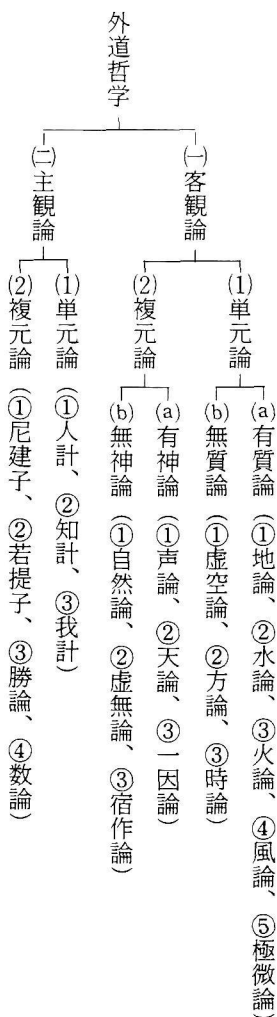 外道哲学
㈠客観論
⑴単元論
⒜有質論（①地論、②水論、③火論、④風論、⑤極微論）
⒝無質論（①虚空論、②方論、③時論）
⑵複元論
⒜有神論（①声論、②天論、③一因論）
⒝無神論（①自然論、②虚無論、③宿作論）
㈡主観論
⑴単元論（①人計、②知計、③我計）
⑵複元論（①尼建子、②若提子、③勝論、④数論）